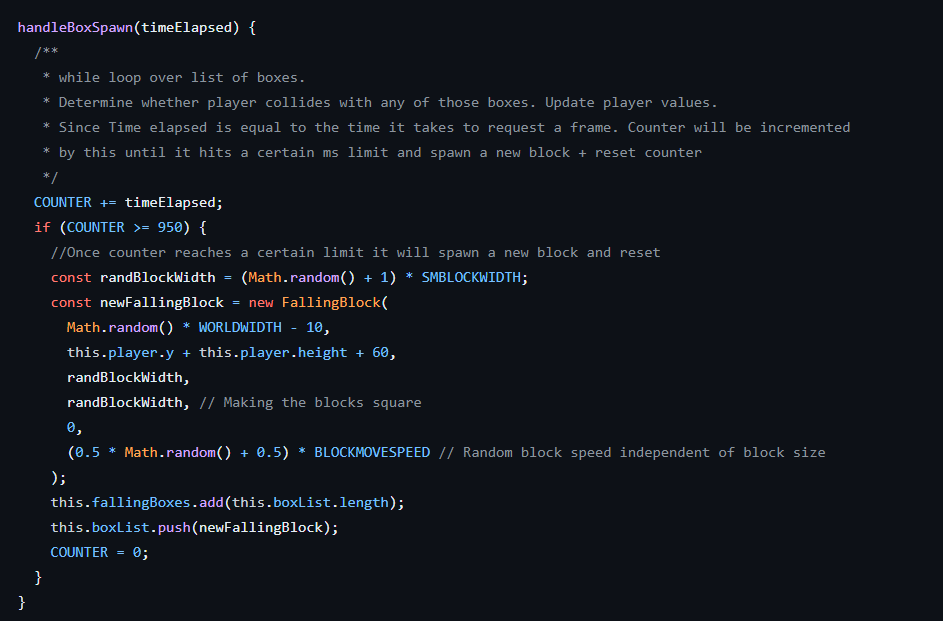 handleBoxSpawn(timeElapsed) {
  /**
   * while loop over list of boxes.
   * Determine whether player collides with any of those boxes. Update player values.
   * Since Time elapsed is equal to the time it takes to request a frame. Counter will be incremented
   * by this until it hits a certain ms limit and spawn a new block + reset counter
   */
  COUNTER += timeElapsed;
  if (COUNTER >= 950) {
    //Once counter reaches a certain limit it will spawn a new block and reset
    const randBlockWidth = (Math.random() + 1) * SMBLOCKWIDTH;
    const newFallingBlock = new FallingBlock(
      Math.random() * WORLDWIDTH - 10,
      this.player.y + this.player.height + 60,
      randBlockWidth,
      randBlockWidth, // Making the blocks square
      0,
      (0.5 * Math.random() + 0.5) * BLOCKMOVESPEED // Random block speed independent of block size
    );
    this.fallingBoxes.add(this.boxList.length);
    this.boxList.push(newFallingBlock);
    COUNTER = 0;
  }
}